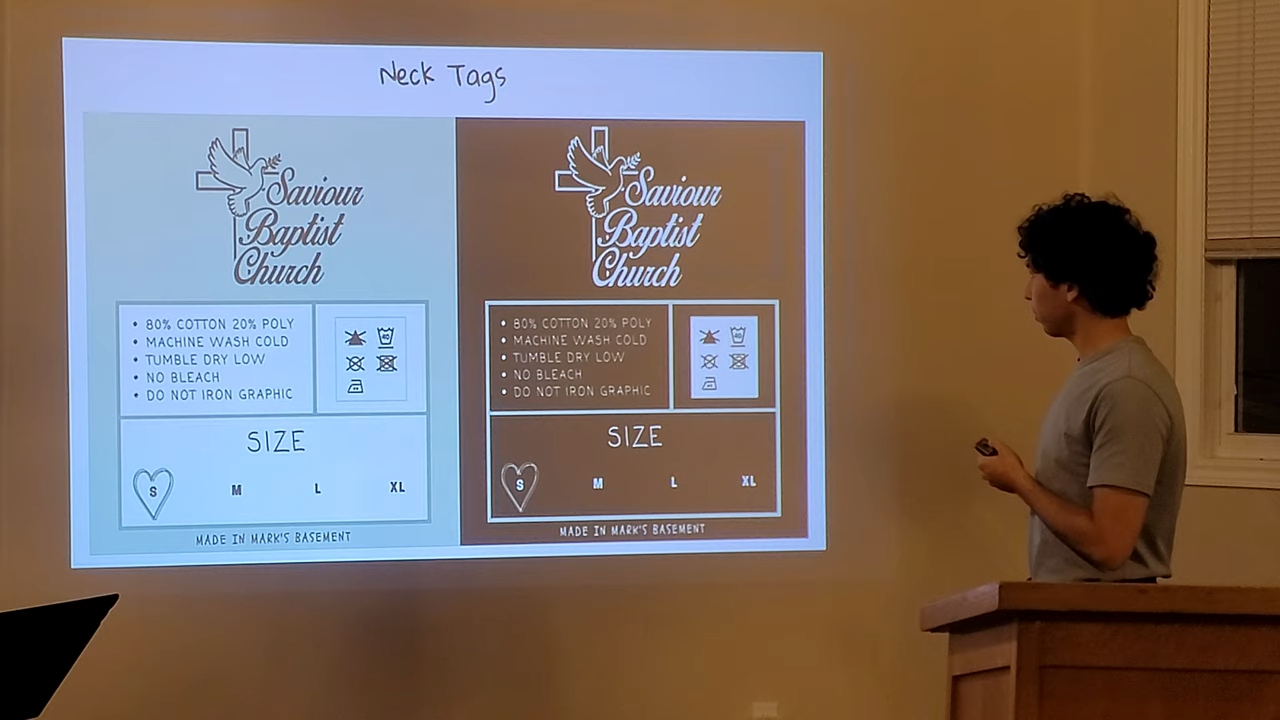 Neck Tags
Saviour
Baptist
Church
• 80% COTTON 20% POLY
• MACHINE WASH COLD
• TUMBLE DRY LOW
• NO BLEACH
• DO NOT IRON GRAPHIC
40
SIZE
S M L XL
MADE IN MARK'S BASEMENT
Saviour
Baptist
Church
• 80% COTTON 20% POLY
• MACHINE WASH COLD
• TUMBLE DRY LOW
• NO BLEACH
• DO NOT IRON GRAPHIC
40
SIZE
S M L XL
MADE IN MARK'S BASEMENT